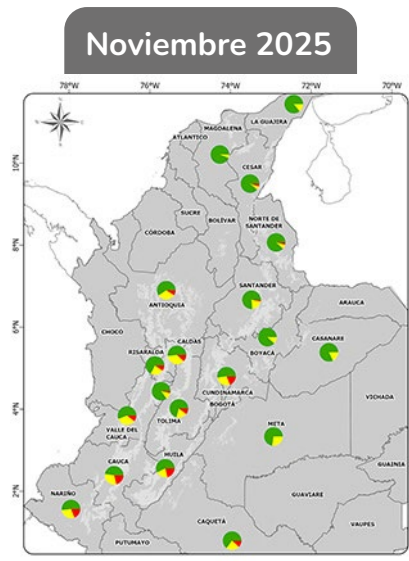 Noviembre 2025
78°W 76°W 74°W 72°W 70°W
LA GUAJIRA
MAGDALENA
ATLANTICO
10°N
CESAR
SUCRE
BOLÍVAR
NORTE DE
SANTANDER
CÓRDOBA
8°N
SANTANDER
ANTIOQUIA
ARAUCA
6°N
CHOCO
CALDAS
BOYACA
CASANARE
RISARALDA
CUNDINAMARCA
BOGOTÁ
VICHADA
4°N
TOLIMA
VALLE DEL
CAUCA
META
HUILA
CAUCA
GUAINIA
2°N
NARIÑO
GUAVIARE
CAQUETA
VAUPES
PUTUMAYO